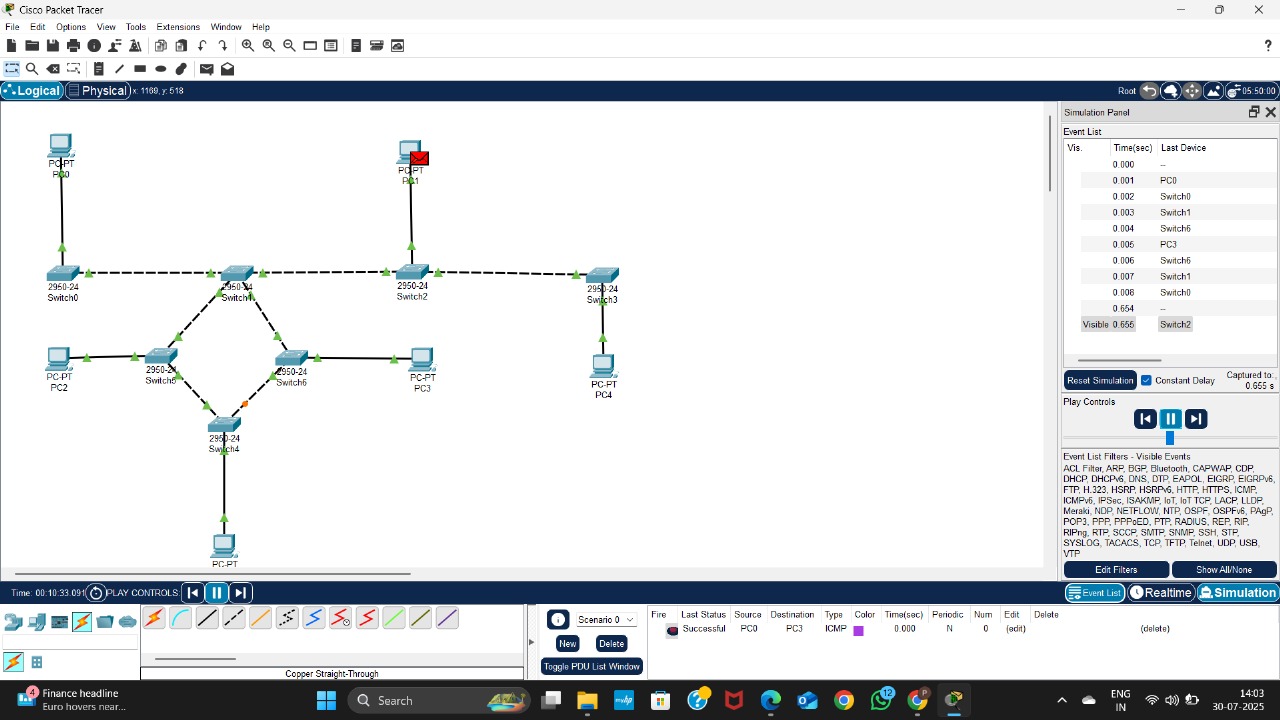 Cisco Packet Tracer
File Edit Options View Tools Extensions Window Help
Logical Physical x: 1169, y: 518
Root 05:50:00
PC-PT
PC0
PC-PT
PC1
2950-24
Switch0
2950-24
Switch1
2950-24
Switch2
2950-24
Switch3
PC-PT
PC2
2950-24
Switch5
2950-24
Switch6
PC-PT
PC3
PC-PT
PC4
2950-24
Switch4
PC-PT
Simulation Panel
Event List
Vis. Time(sec) Last Device
0.000 --
0.001 PC0
0.002 Switch0
0.003 Switch1
0.004 Switch6
0.005 PC3
0.006 Switch6
0.007 Switch1
0.008 Switch0
0.654 --
Visible 0.655 Switch2
Reset Simulation Constant Delay Captured to:
0.655 s
Play Controls
Event List Filters - Visible Events
ACL Filter, ARP, BGP, Bluetooth, CAPWAP, CDP,
DHCP, DHCPv6, DNS, DTP, EAPOL, EIGRP, EIGRPv6,
FTP, H.323, HSRP, HSRPv6, HTTP, HTTPS, ICMP,
ICMPv6, IPSec, ISAKMP, IoT, IoT TCP, LACP, LLDP,
Meraki, NDP, NETFLOW, NTP, OSPF, OSPFv6, PAgP,
POP3, PPP, PPPoED, PTP, RADIUS, REP, RIP,
RIPng, RTP, SCCP, SMTP, SNMP, SSH, STP,
SYSLOG, TACACS, TCP, TFTP, Telnet, UDP, USB,
VTP
Edit Filters Show All/None
Time: 00:10:33.091 PLAY CONTROLS:
Event List Realtime Simulation
Copper Straight-Through
Scenario 0
New Delete
Toggle PDU List Window
Fire Last Status Source Destination Type Color Time(sec) Periodic Num Edit Delete
Successful PC0 PC3 ICMP 0.000 N 0 (edit) (delete)
4
Finance headline
Euro hovers near...
Search
myhp
12
P
ENG
IN
14:03
30-07-2025